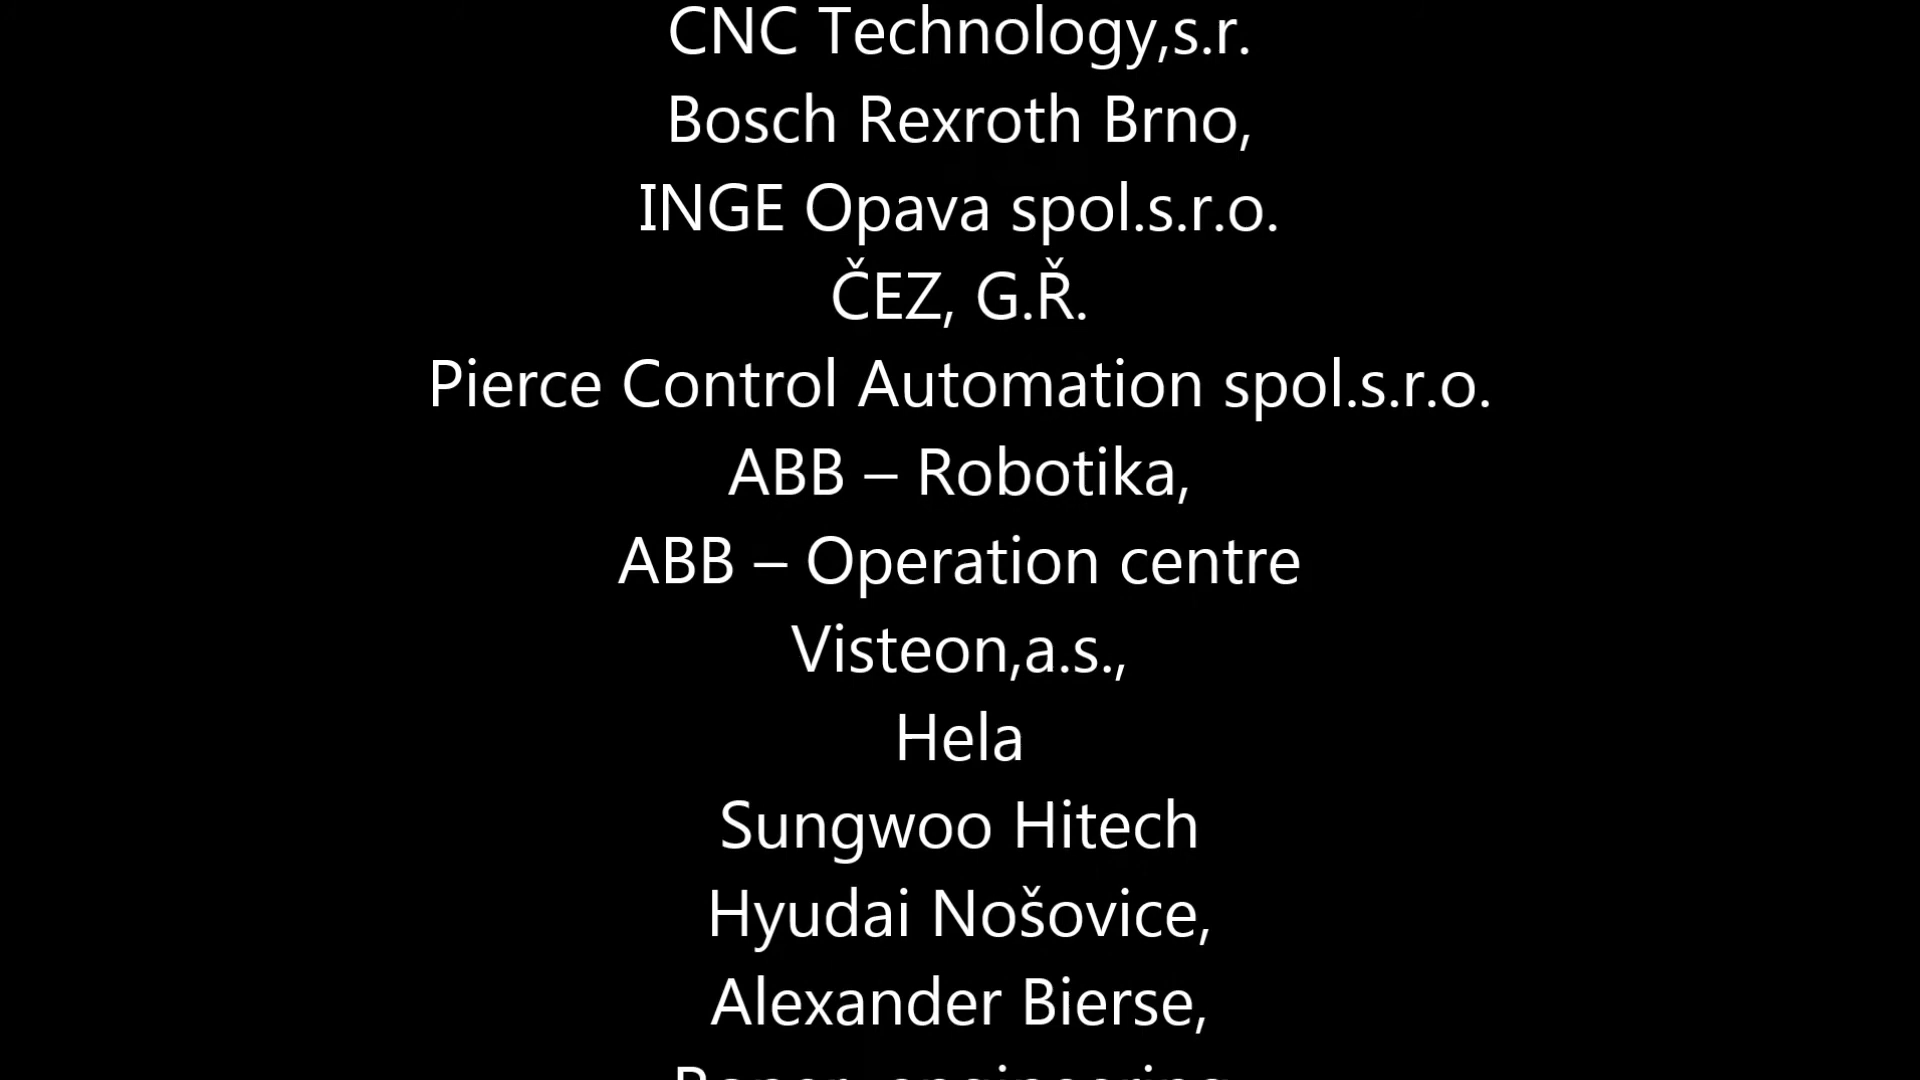 CNC Technology,s.r.
Bosch Rexroth Brno,
INGE Opava spol.s.r.o.
ČEZ, G.Ř.
Pierce Control Automation spol.s.r.o.
ABB – Robotika,
ABB – Operation centre
Visteon,a.s.,
Hela
Sungwoo Hitech
Hyudai Nošovice,
Alexander Bierse,
engineering